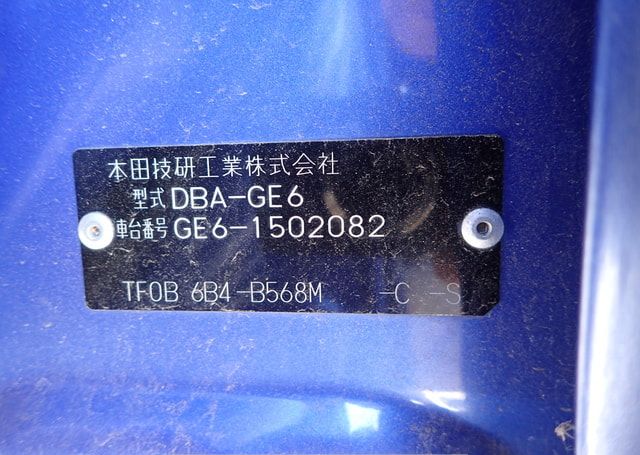 本田技研工業株式会社
型式 DBA-GE6
車台番号 GE6-1502082
TF0B 6B4-B568M -C -S